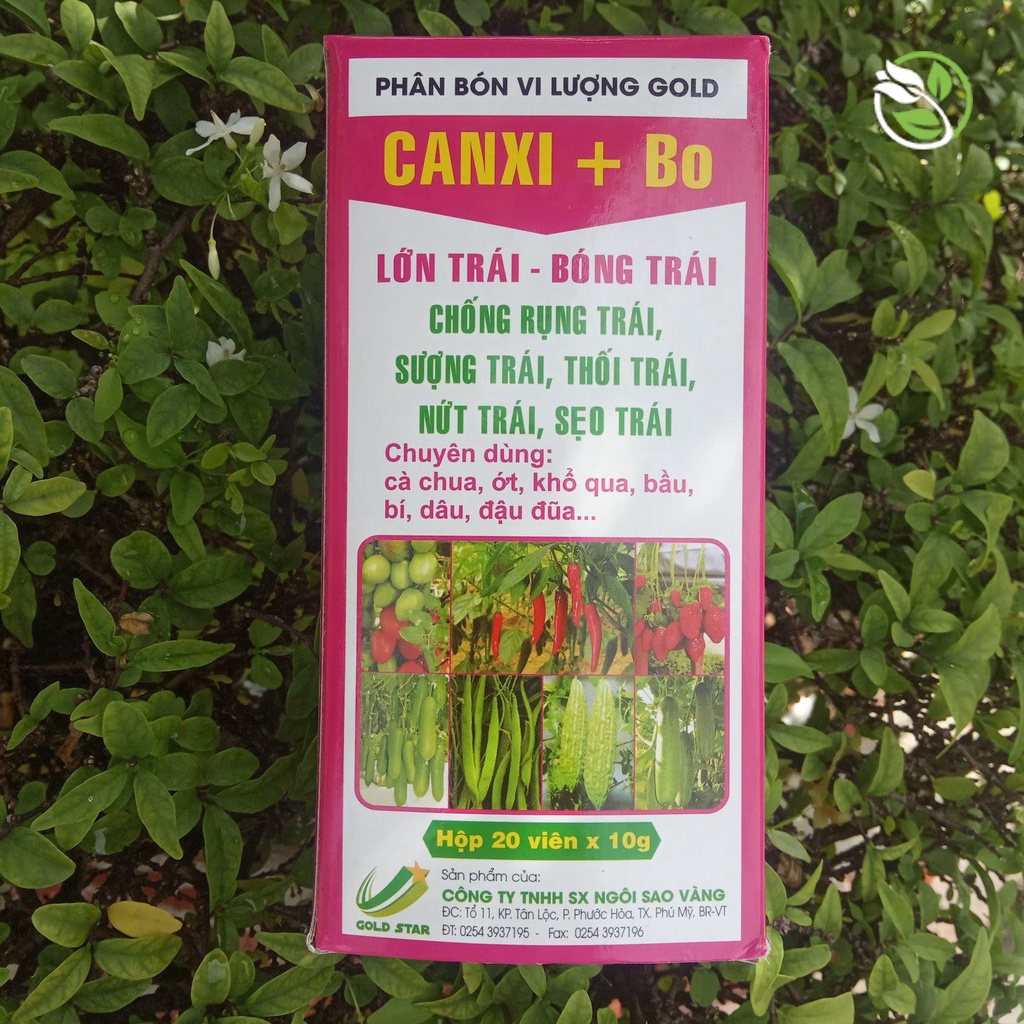 PHÂN BÓN VI LƯỢNG GOLD
CANXI + Bo
LỚN TRÁI - BÓNG TRÁI
CHỐNG RỤNG TRÁI,
SƯỢNG TRÁI, THỐI TRÁI,
NỨT TRÁI, SẸO TRÁI
Chuyên dùng:
cà chua, ớt, khổ qua, bầu,
bí, dâu, đậu đũa...
Hộp 20 viên x 10g
Sản phẩm của:
CÔNG TY TNHH SX NGÔI SAO VÀNG
ĐC: Tổ 11, KP. Tân Lộc, P. Phước Hòa, TX. Phú Mỹ, BR-VT
GOLD STAR
ĐT: 0254 3937195 - Fax: 0254 3937196